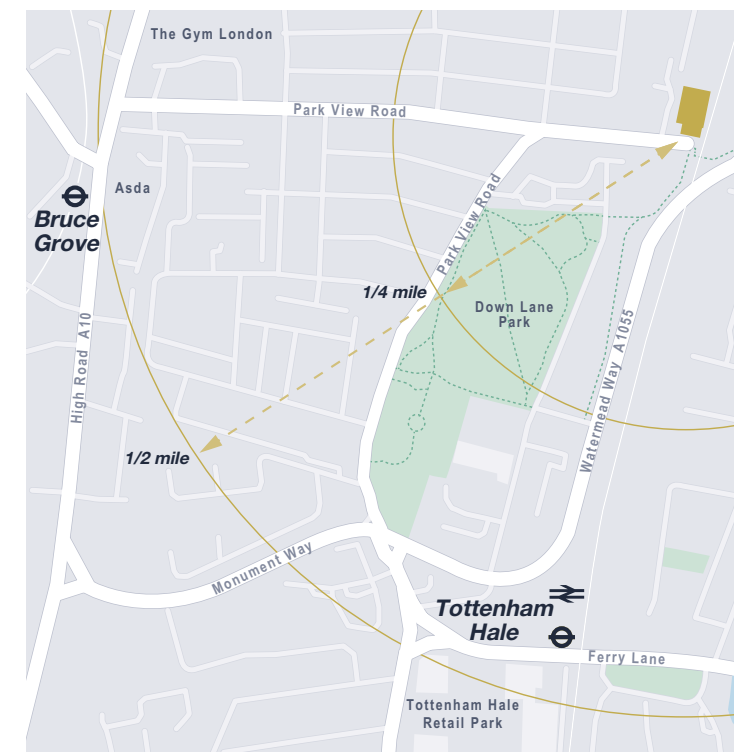 The Gym London
Park View Road
Asda
Bruce
Grove
Park View Road
1/4 mile
Down Lane
Park
High Road A10
Watermead Way A1055
1/2 mile
Monument Way
Tottenham
Hale
Ferry Lane
Tottenham Hale
Retail Park